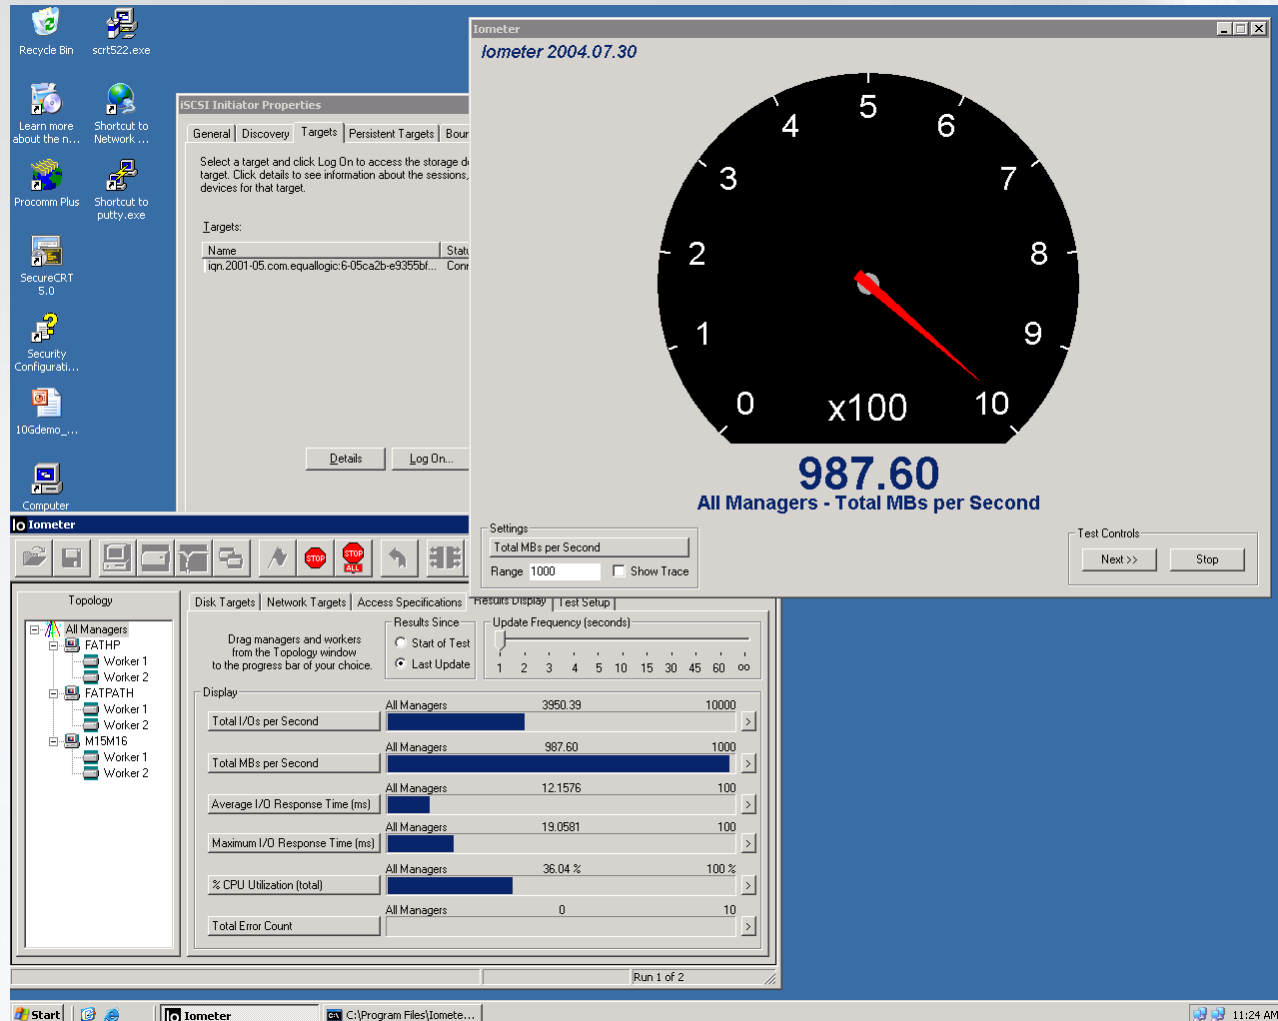 Recycle Bin
scrt522.exe
Learn more
about the n...
Shortcut to
Network ...
Procomm Plus
Shortcut to
putty.exe
SecureCRT
5.0
Security
Configurati...
10Gdemo_...
Computer
iSCSI Initiator Properties
General Discovery Targets Persistent Targets Bour
Select a target and click Log On to access the storage d
target. Click details to see information about the sessions,
devices for that target.
Targets:
Name Statu
iqn.2001-05.com.equallogic:6-05ca2b-e9355bf... Conr
Details Log On...
Iometer
Iometer 2004.07.30
0 1 2 3 4 5 6 7 8 9 10
x100
987.60
All Managers - Total MBs per Second
Settings
Total MBs per Second
Range 1000 Show Trace
Test Controls
Next >> Stop
Iometer
STOP STOP ALL
Topology
All Managers
FATHP
Worker 1
Worker 2
FATPATH
Worker 1
Worker 2
M15M16
Worker 1
Worker 2
Disk Targets Network Targets Access Specifications Results Display Test Setup
Drag managers and workers
from the Topology window
to the progress bar of your choice.
Results Since
Start of Test
Last Update
Update Frequency (seconds)
1 2 3 4 5 10 15 30 45 60 oo
Display
All Managers 3950.39 10000
Total I/Os per Second >
All Managers 987.60 1000
Total MBs per Second >
All Managers 12.1576 100
Average I/O Response Time (ms) >
All Managers 19.0581 100
Maximum I/O Response Time (ms) >
All Managers 36.04 % 100 %
% CPU Utilization (total) >
All Managers 0 10
Total Error Count >
Run 1 of 2
Start Iometer C:\Program Files\Iomete... 11:24 AM